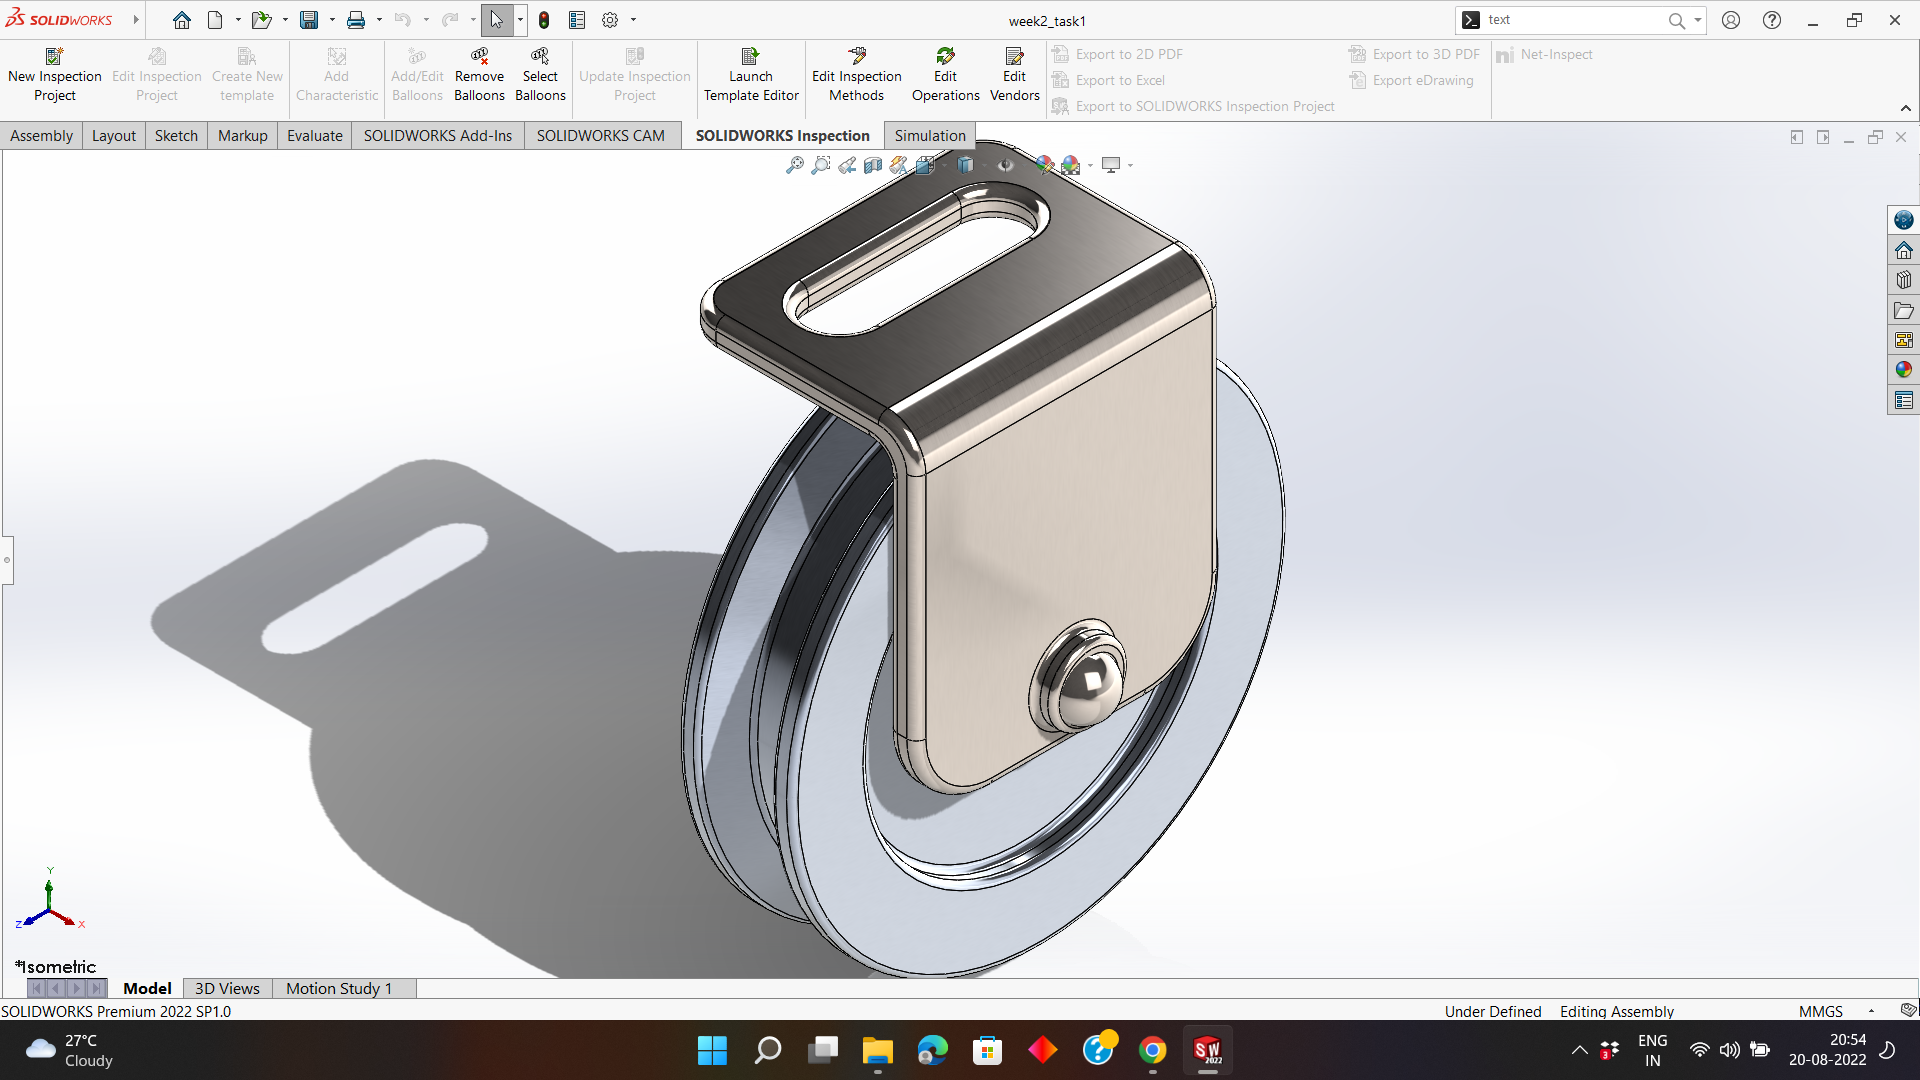 SOLIDWORKS
week2_task1
text
New Inspection Project
Edit Inspection Project
Create New template
Add Characteristic
Add/Edit Balloons
Remove Balloons
Select Balloons
Update Inspection Project
Launch Template Editor
Edit Inspection Methods
Edit Operations
Edit Vendors
Export to 2D PDF
Export to Excel
Export to SOLIDWORKS Inspection Project
Export to 3D PDF
Export eDrawing
Net-Inspect
Assembly
Layout
Sketch
Markup
Evaluate
SOLIDWORKS Add-Ins
SOLIDWORKS CAM
SOLIDWORKS Inspection
Simulation
Y
Z
X
*Isometric
Model
3D Views
Motion Study 1
SOLIDWORKS Premium 2022 SP1.0
Under Defined
Editing Assembly
MMGS
27°C
Cloudy
SW
2022
3
ENG
IN
20:54
20-08-2022